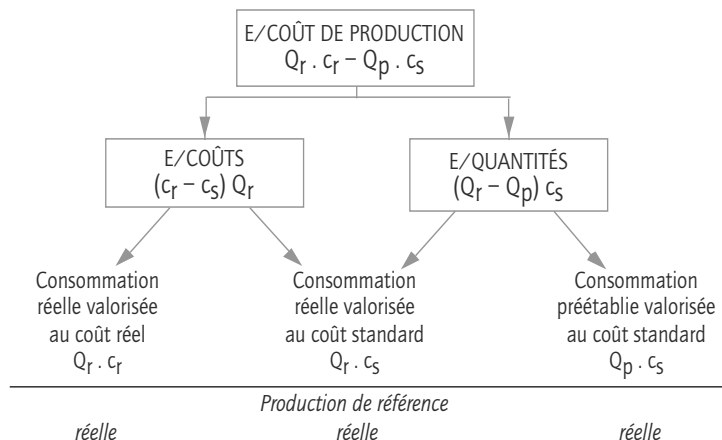 E/COÛT DE PRODUCTION
Qr . cr – Qp . cs
E/COÛTS
(cr – cs) Qr
E/QUANTITÉS
(Qr – Qp) cs
Consommation
réelle valorisée
au coût réel
Qr . cr
Consommation
réelle valorisée
au coût standard
Qr . cs
Consommation
préétablie valorisée
au coût standard
Qp . cs
Production de référence
réelle réelle réelle